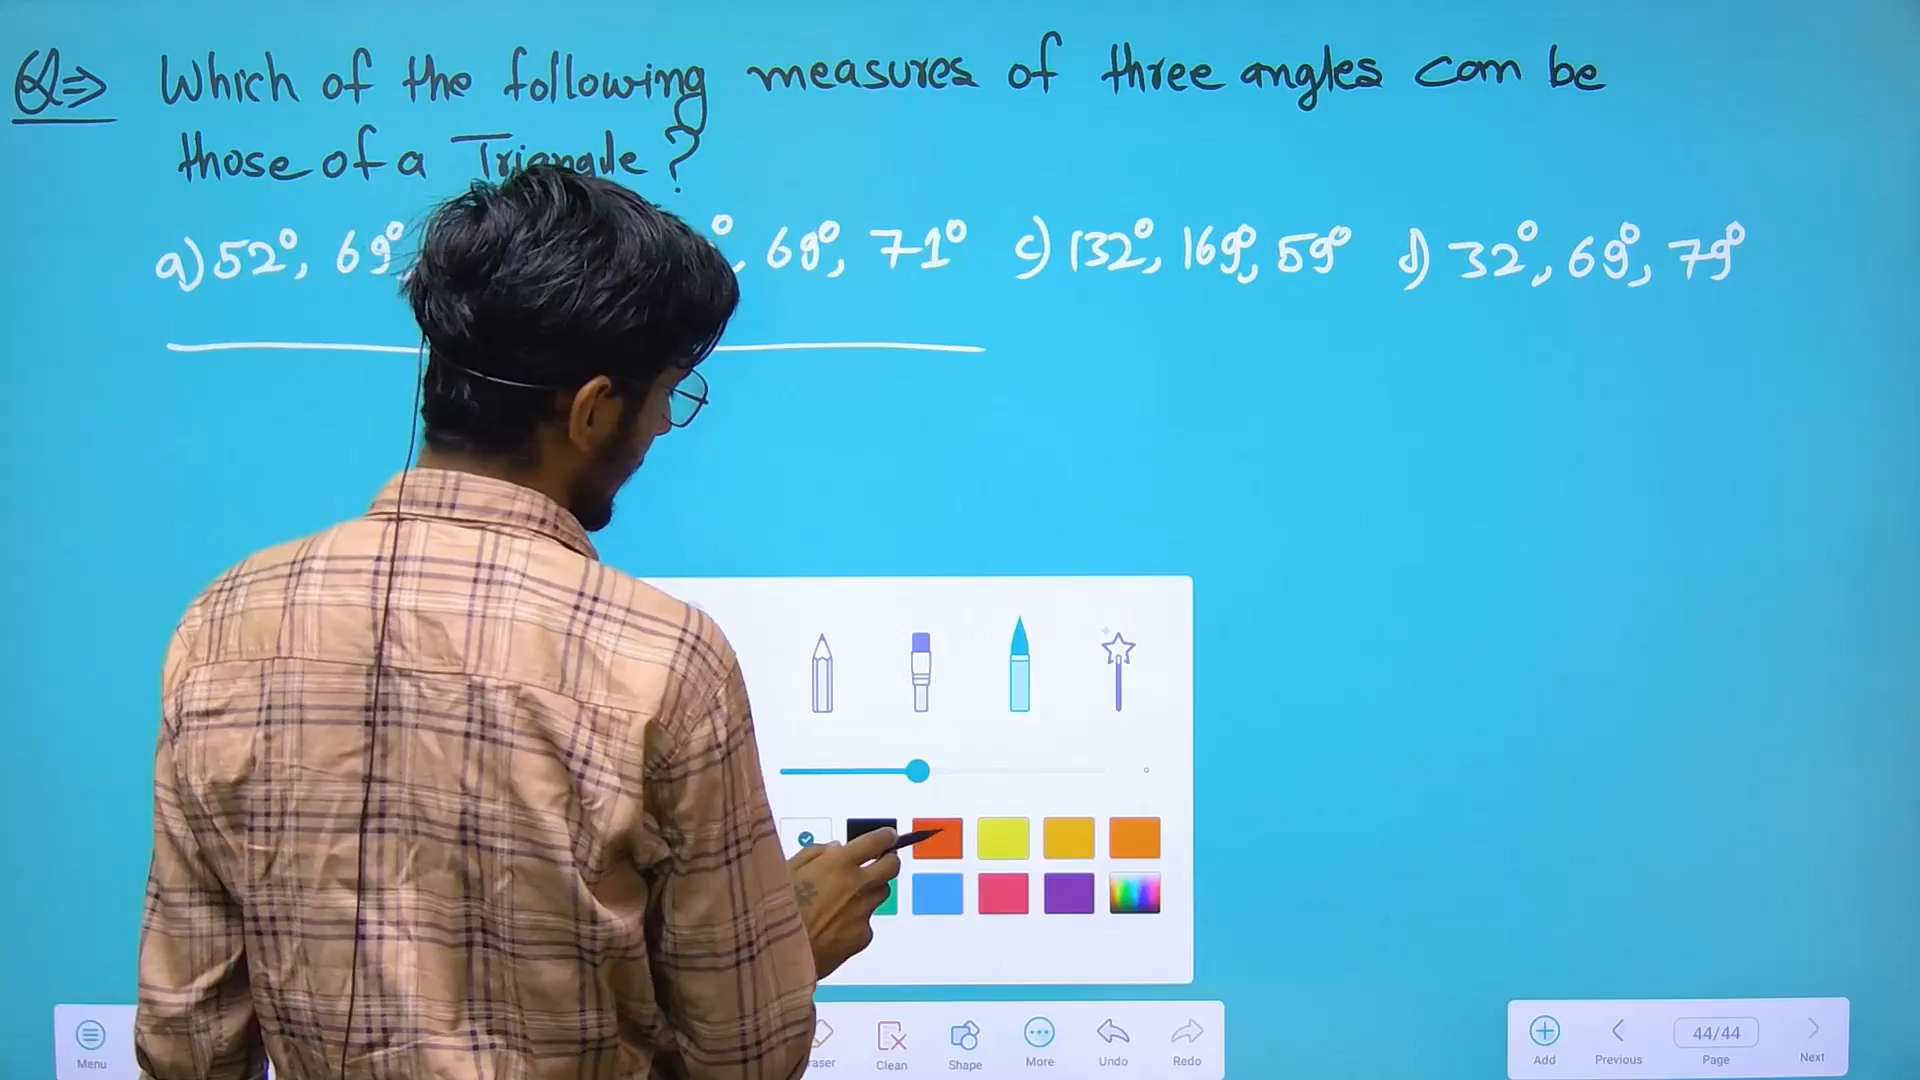 Q⇒ Which of the following measures of three angles can be
those of a Triangle?
a) 52°, 69°, °, 69°, 71° c) 132°, 169°, 59° d) 32°, 69°, 79°
Menu
raser
Clean
Shape
More
Undo
Redo
Add
Previous
44/44
Page
Next